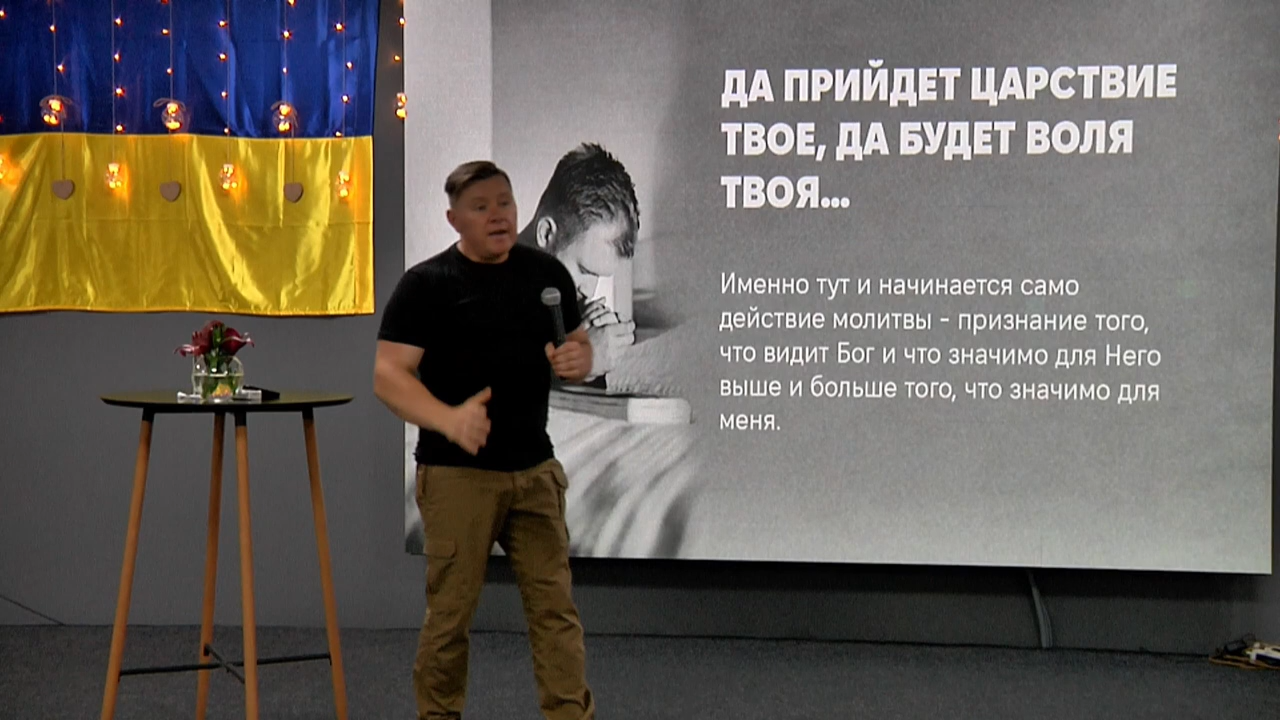 ДА ПРИЙДЕТ ЦАРСТВИЕ
ТВОЕ, ДА БУДЕТ ВОЛЯ
ТВОЯ...
Именно тут и начинается само
действие молитвы - признание того,
что видит Бог и что значимо для Него
выше и больше того, что значимо для
меня.